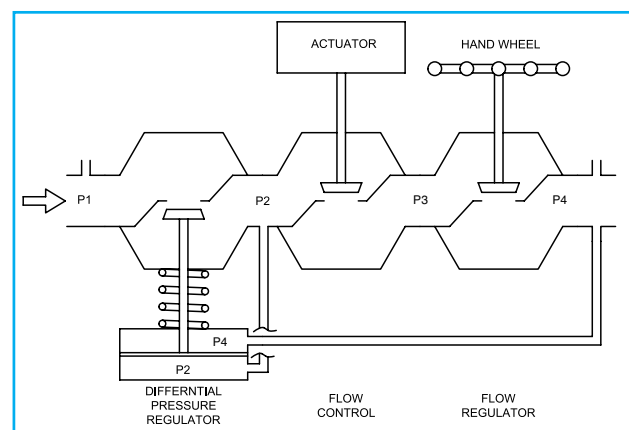 ACTUATOR
HAND WHEEL
P1
P2
P3
P4
P4
P2
DIFFERNTIAL
PRESSURE
REGULATOR
FLOW
CONTROL
FLOW
REGULATOR